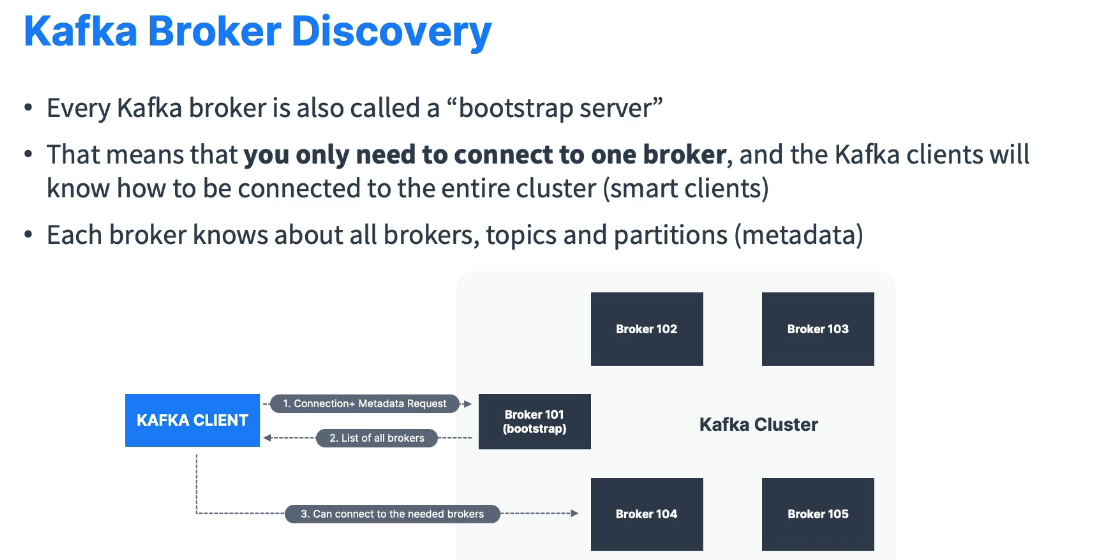 Kafka Broker Discovery
• Every Kafka broker is also called a “bootstrap server”
• That means that you only need to connect to one broker, and the Kafka clients will
know how to be connected to the entire cluster (smart clients)
• Each broker knows about all brokers, topics and partitions (metadata)
Broker 102
Broker 103
KAFKA CLIENT
1. Connection+ Metadata Request
2. List of all brokers
Broker 101
(bootstrap)
Kafka Cluster
3. Can connect to the needed brokers
Broker 104
Broker 105